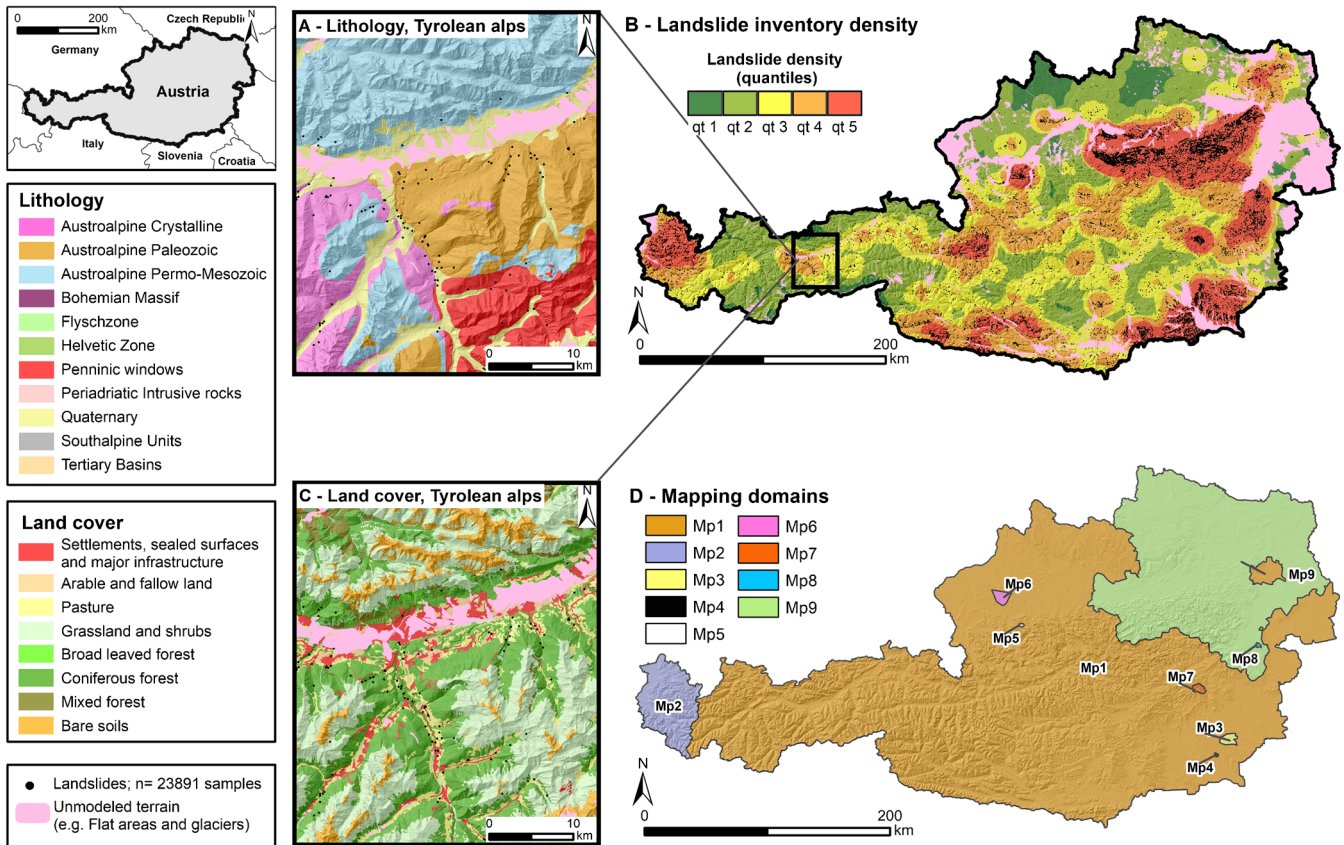 0
200
km
Czech Republi
N
Germany
Austria
Italy
Slovenia
Croatia
Lithology
Austroalpine Crystalline
Austroalpine Paleozoic
Austroalpine Permo-Mesozoic
Bohemian Massif
Flyschzone
Helvetic Zone
Penninic windows
Periadriatic Intrusive rocks
Quaternary
Southalpine Units
Tertiary Basins
Land cover
Settlements, sealed surfaces
and major infrastructure
Arable and fallow land
Pasture
Grassland and shrubs
Broad leaved forest
Coniferous forest
Mixed forest
Bare soils
Landslides; n= 23891 samples
Unmodeled terrain
(e.g. Flat areas and glaciers)
A - Lithology, Tyrolean alps
N
0
10
km
B - Landslide inventory density
Landslide density
(quantiles)
qt 1
qt 2
qt 3
qt 4
qt 5
N
0
200
km
C - Land cover, Tyrolean alps
N
0
10
km
D - Mapping domains
Mp1
Mp2
Mp3
Mp4
Mp5
Mp6
Mp7
Mp8
Mp9
Mp9
Mp6
Mp5
Mp8
Mp1
Mp7
Mp2
Mp3
Mp4
N
0
200
km